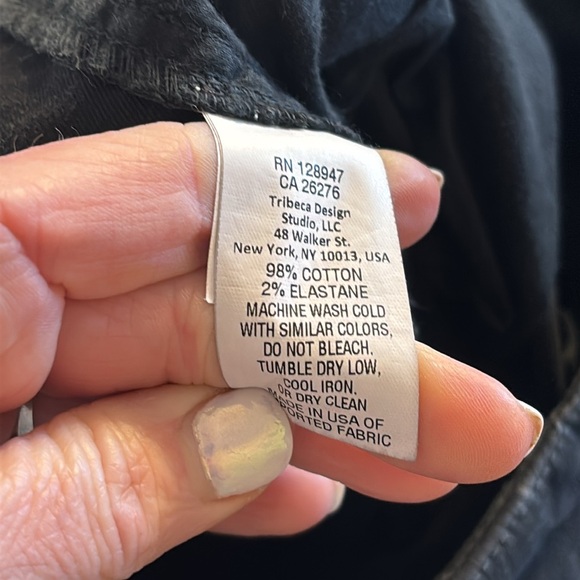 RN 128947
CA 26276
Tribeca Design
Studio, LLC
48 Walker St.
New York, NY 10013, USA
98% COTTON
2% ELASTANE
MACHINE WASH COLD
WITH SIMILAR COLORS,
DO NOT BLEACH.
TUMBLE DRY LOW,
COOL IRON.
OR DRY CLEAN
MADE IN USA OF
FABRIC